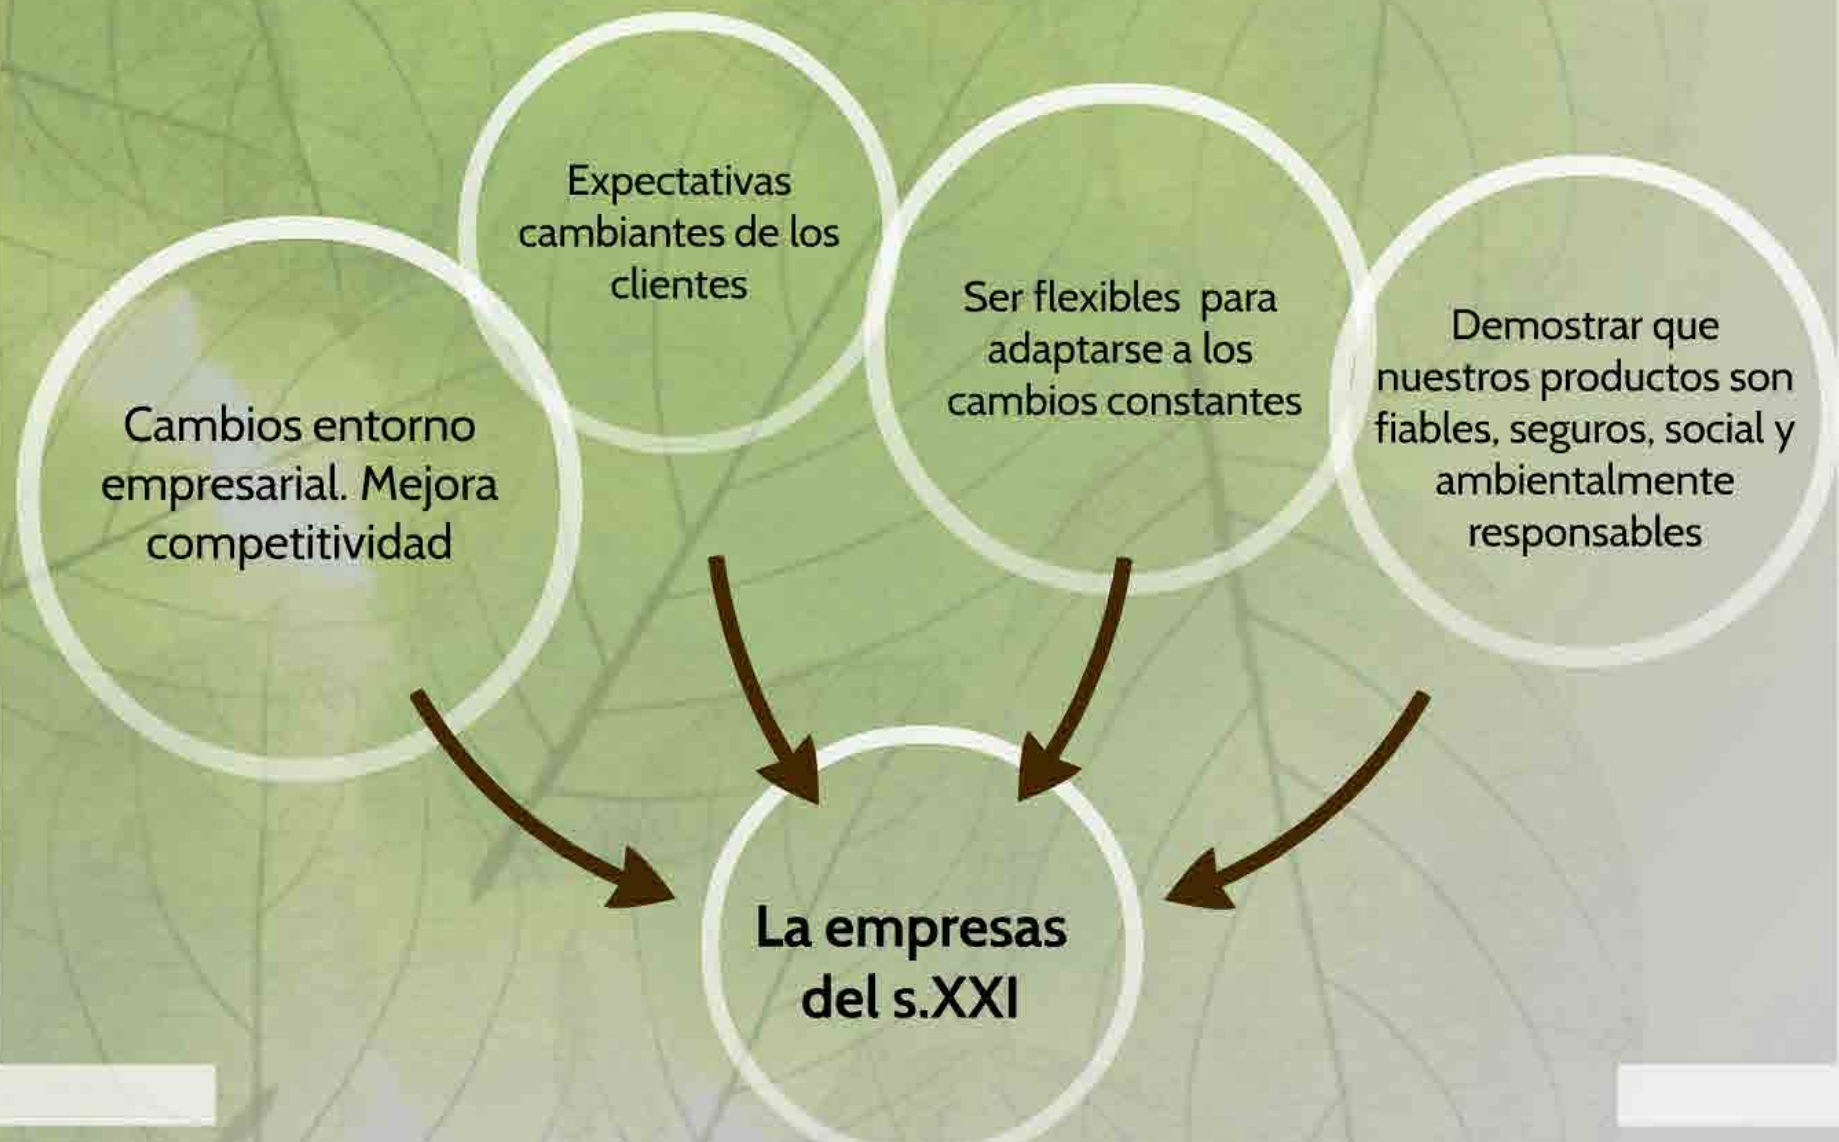 Cambios entorno
empresarial. Mejora
competitividad
Expectativas
cambiantes de los
clientes
Ser flexibles para
adaptarse a los
cambios constantes
Demostrar que
nuestros productos son
fiables, seguros, social y
ambientalmente
responsables
La empresas
del s.XXI